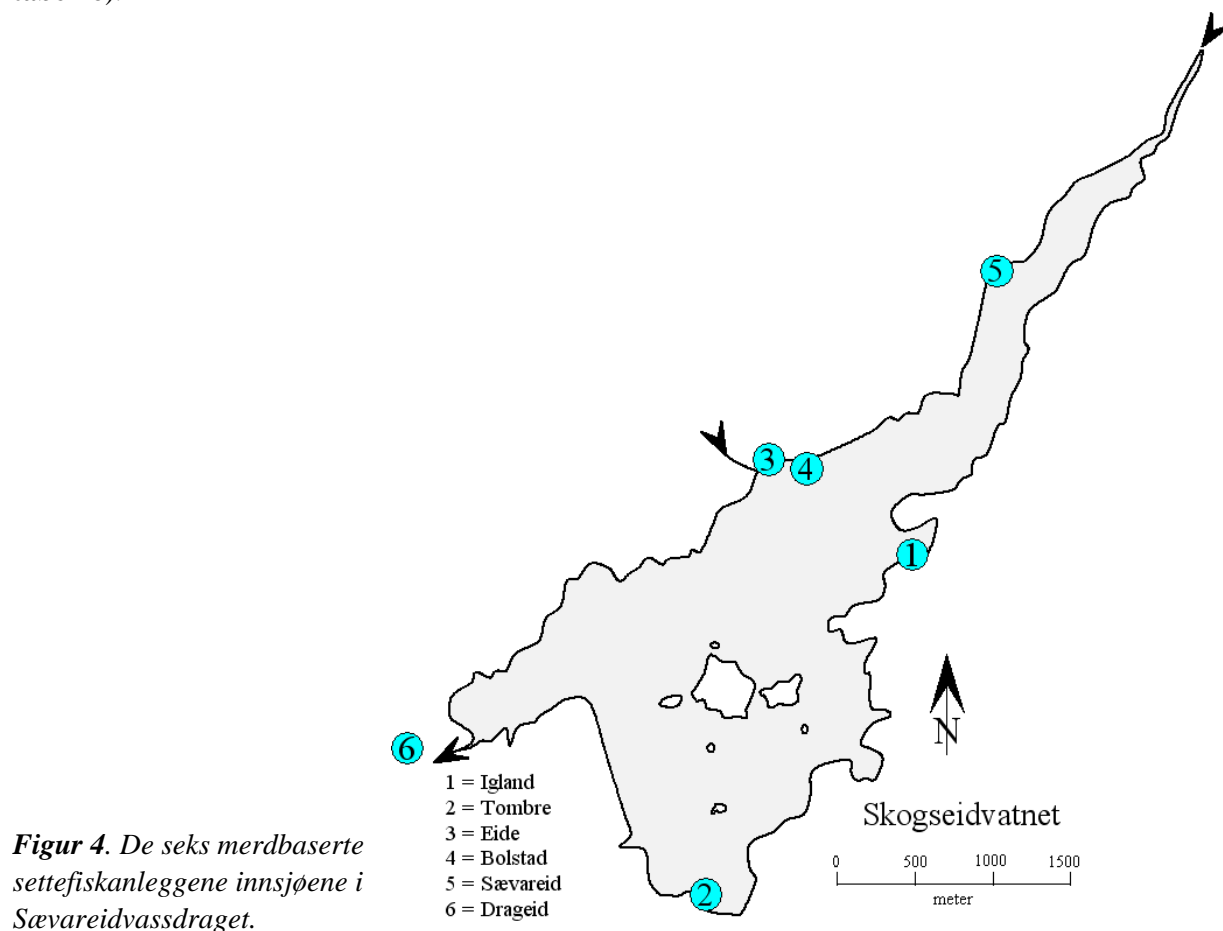 5
3
4
1
N
6
1 = Igland
2 = Tombre
3 = Eide
4 = Bolstad
5 = Sævareid
6 = Drageid
2
Skogseidvatnet
0 500 1000 1500
meter
Figur 4. De seks merdbaserte
settefiskanleggene innsjøene i
Sævareidvassdraget.